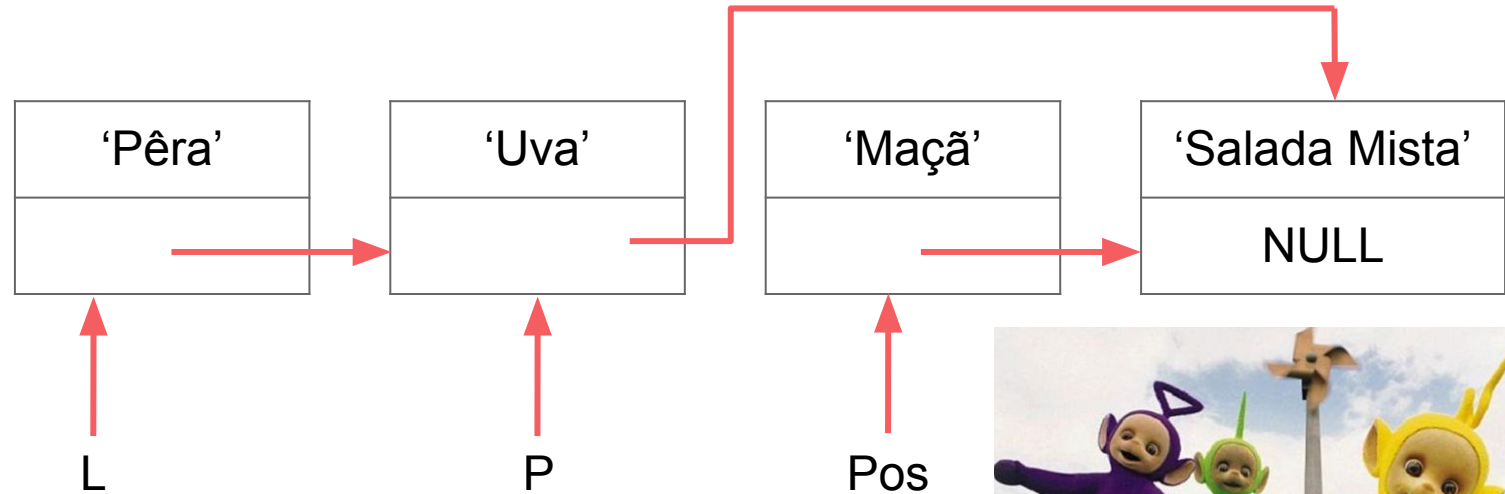 ‘Pêra’
‘Uva’
‘Maçã’
‘Salada Mista’
NULL
L
P
Pos